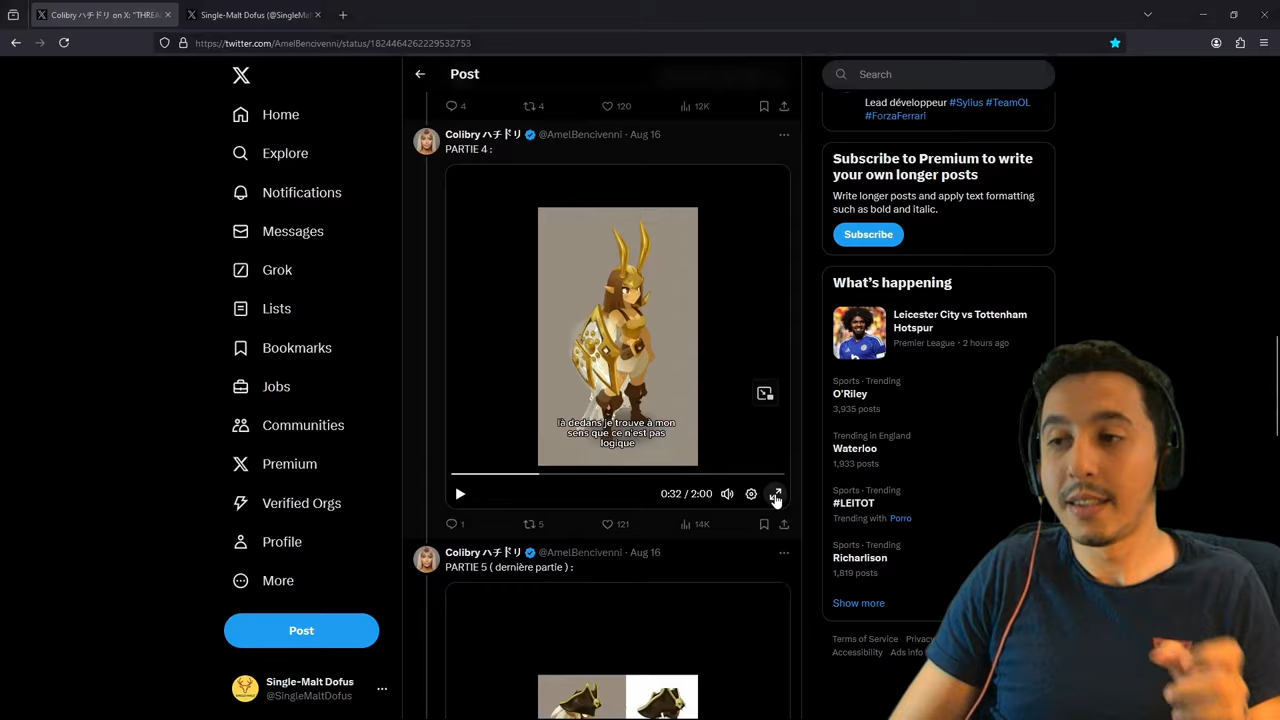 Colibry ハチドリ on X: "THREA
Single-Malt Dofus (@SingleMal
https://twitter.com/AmelBencivenni/status/1824464262229532753
Home
Explore
Notifications
Messages
Grok
Lists
Bookmarks
Jobs
Communities
Premium
Verified Orgs
Profile
More
Post
Single-Malt Dofus
@SingleMaltDofus
Post
4
4
120
12K
Colibry ハチドリ @AmelBencivenni · Aug 16
PARTIE 4 :
là dedans je trouve à mon
sens que ce n'est pas
logique
0:32 / 2:00
1
5
121
14K
Colibry ハチドリ @AmelBencivenni · Aug 16
PARTIE 5 ( dernière partie ) :
Search
Lead développeur #Sylius #TeamOL
#ForzaFerrari
Subscribe to Premium to write
your own longer posts
Write longer posts and apply text formatting
such as bold and italic.
Subscribe
What's happening
Leicester City vs Tottenham
Hotspur
Premier League · 2 hours ago
Sports · Trending
O'Riley
3,935 posts
Trending in England
Waterloo
1,933 posts
Sports · Trending
#LEITOT
Trending with Porro
Sports · Trending
Richarlison
1,819 posts
Show more
Terms of Service
Accessibility